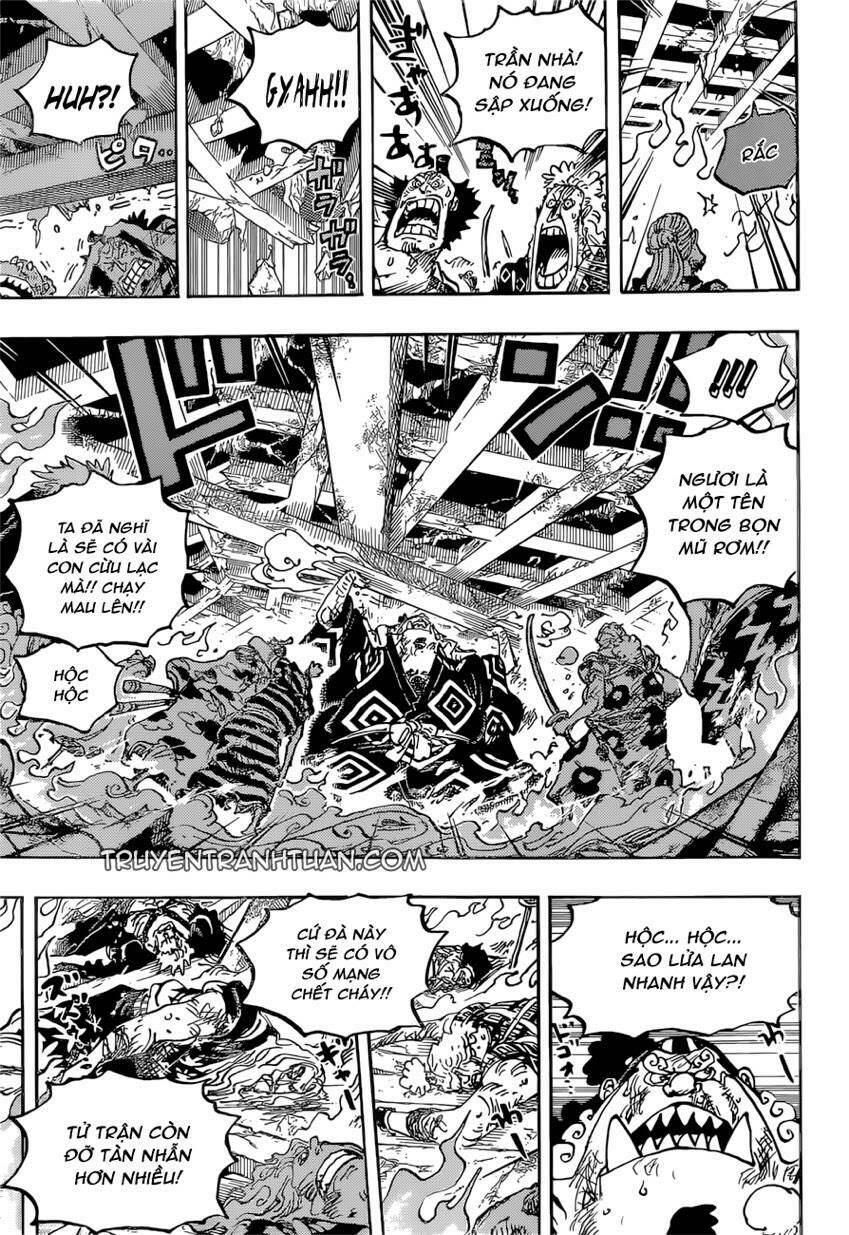 RẮC
TRẦN NHÀ!
NÓ ĐANG
SẬP XUỐNG!
GYAHH!!
HUH?!
!!!
NGƯƠI LÀ
MỘT TÊN
TRONG BỌN
MŨ RƠM!!
TA ĐÃ NGHĨ
LÀ SẼ CÓ VÀI
CON CỪU LẠC
MÀ!! CHẠY
MAU LÊN!!
HỘC
HỘC
TRUYENTRANHTUAN.COM
HỘC... HỘC...
SAO LỬA LAN
NHANH VẬY?!
CỨ ĐÀ NÀY
THÌ SẼ CÓ VÔ
SỐ MẠNG
CHẾT CHÁY!!
TỬ TRẬN CÒN
ĐỠ TÀN NHẪN
HƠN NHIỀU!